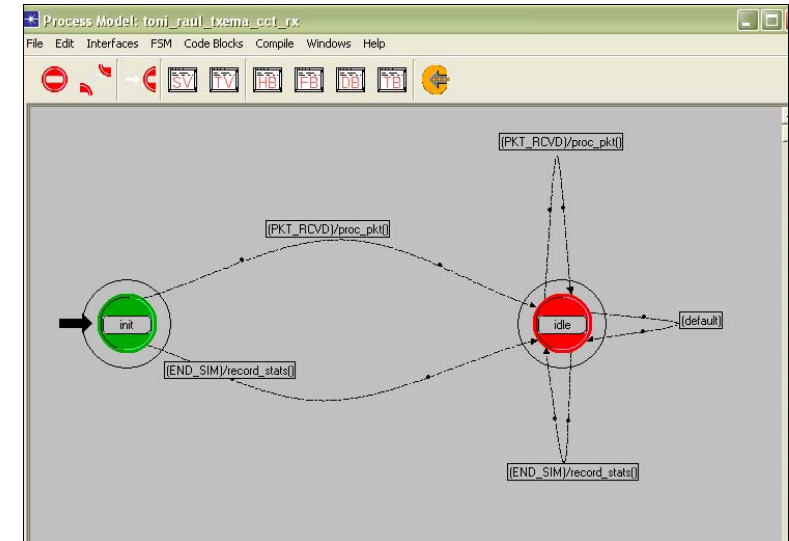 Process Model: toni_raul_txema_cct_rx
File Edit Interfaces FSM Code Blocks Compile Windows Help
SV TV HB FB DB TB
(PKT_RCVD)/proc_pkt()
(PKT_RCVD)/proc_pkt()
init
idle
(default)
(END_SIM)/record_stats()
(END_SIM)/record_stats()